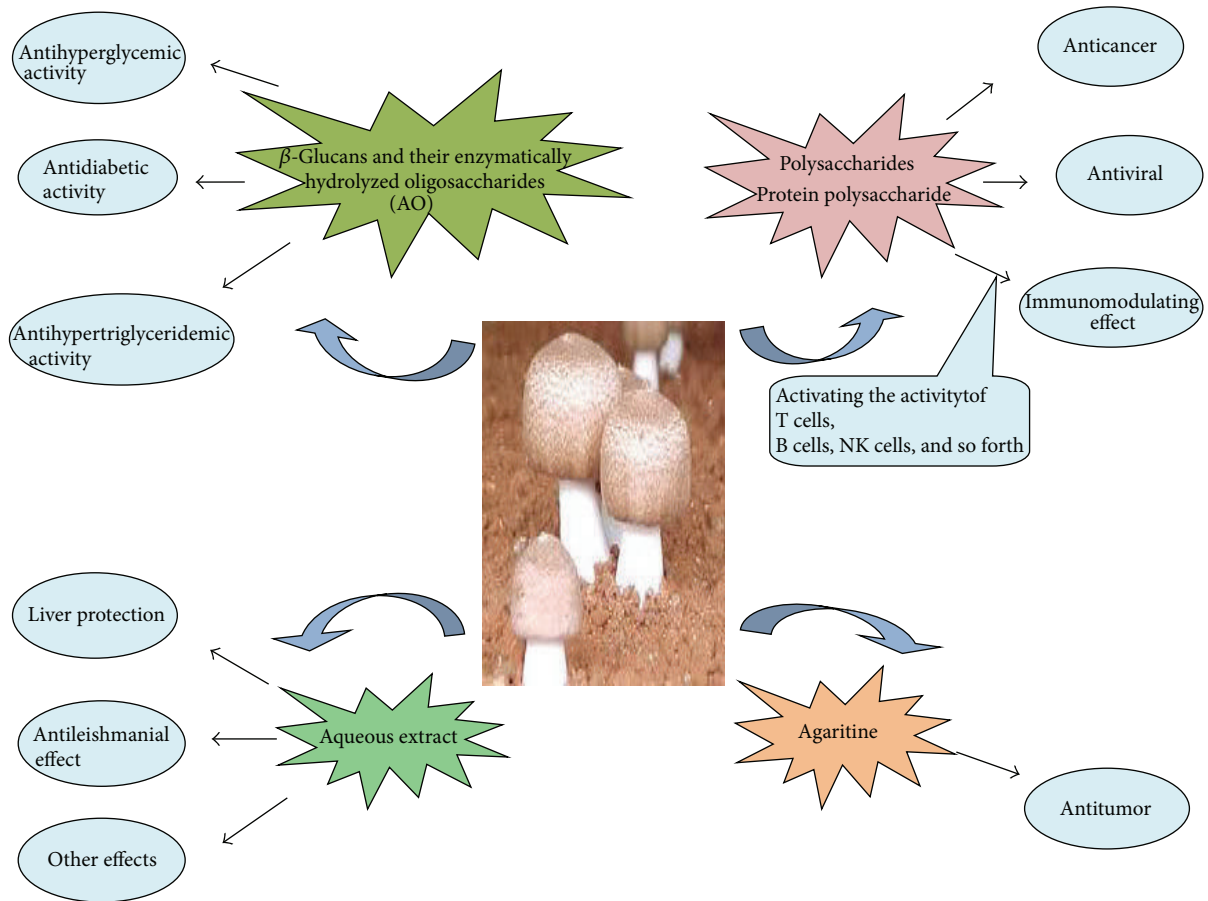 Antihyperglycemic
activity
Antidiabetic
activity
Antihypertriglyceridemic
activity
β-Glucans and their enzymatically
hydrolyzed oligosaccharides
(AO)
Polysaccharides
Protein polysaccharide
Anticancer
Antiviral
Immunomodulating
effect
Activating the activitytof
T cells,
B cells, NK cells, and so forth
Liver protection
Antileishmanial
effect
Other effects
Aqueous extract
Agaritine
Antitumor